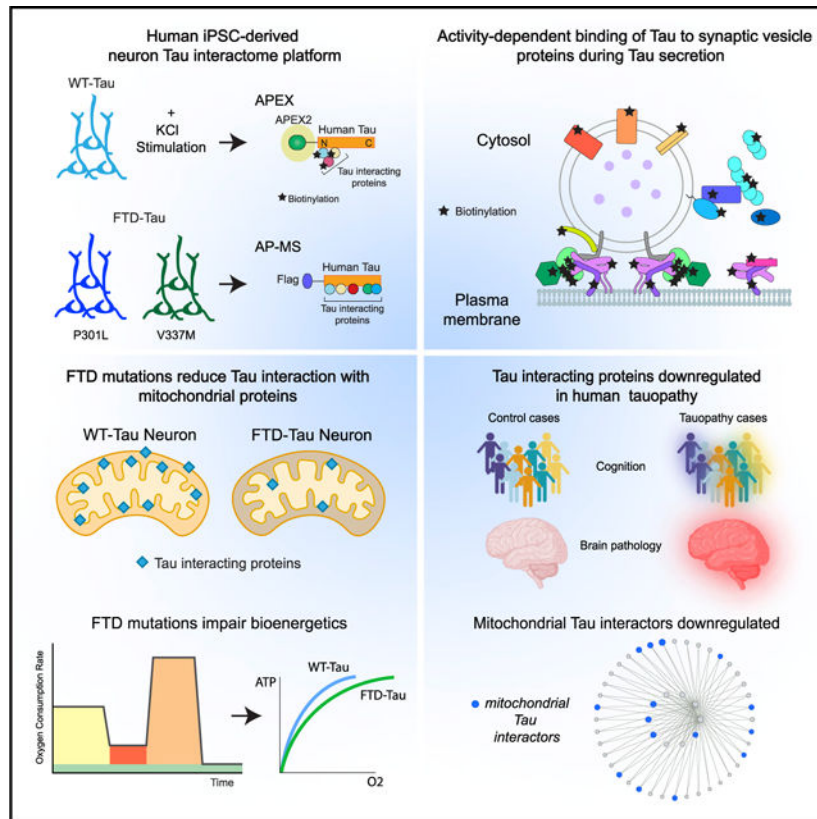 Human iPSC-derived
neuron Tau interactome platform
WT-Tau
+
KCl
Stimulation
APEX
APEX2
Human Tau
N
C
Tau interacting
proteins
Biotinylation
FTD-Tau
P301L
V337M
AP-MS
Flag
Human Tau
Tau interacting
proteins
Activity-dependent binding of Tau to synaptic vesicle
proteins during Tau secretion
Cytosol
Biotinylation
Plasma
membrane
FTD mutations reduce Tau interaction with
mitochondrial proteins
WT-Tau Neuron
FTD-Tau Neuron
Tau interacting proteins
FTD mutations impair bioenergetics
Oxygen Consumption Rate
Time
ATP
WT-Tau
FTD-Tau
O2
Tau interacting proteins downregulated
in human tauopathy
Control cases
Tauopathy cases
Cognition
Brain pathology
Mitochondrial Tau interactors downregulated
mitochondrial
Tau
interactors